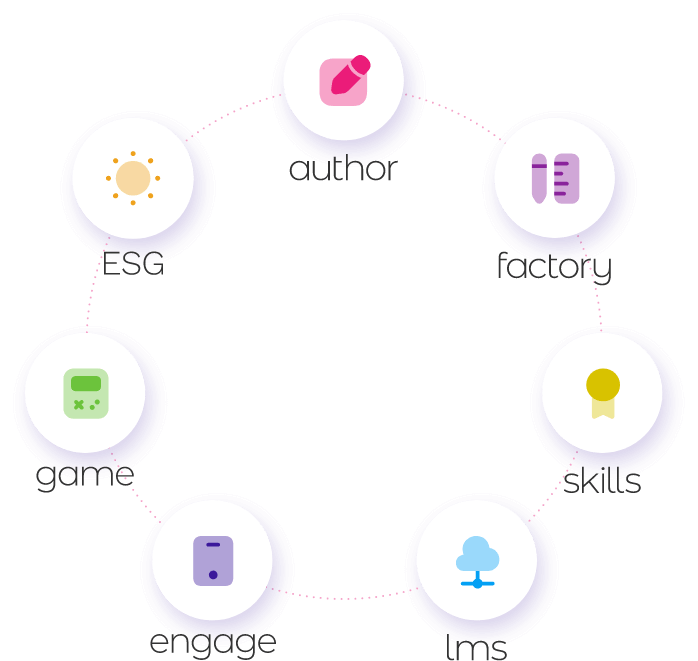 author
ESG
factory
game
skills
engage
lms